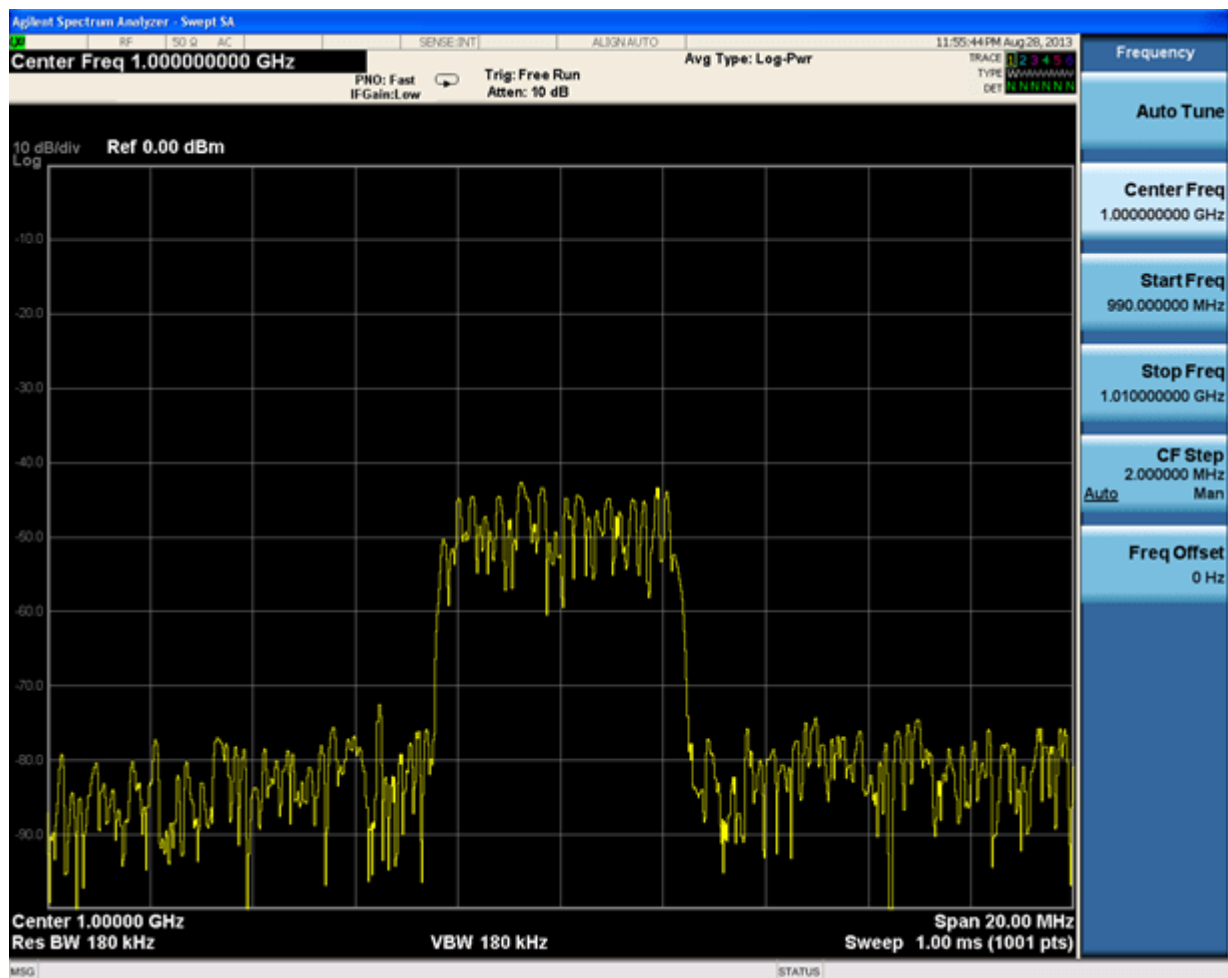 Agilent Spectrum Analyzer - Swept SA
RF 50 Ω AC SENSE:INT ALIGNAUTO 11:55:44 PM Aug 28, 2013
Center Freq 1.000000000 GHz
PNO: Fast
IFGain:Low
Trig: Free Run
Atten: 10 dB
Avg Type: Log-Pwr
TRACE 1 2 3 4 5 6
TYPE WWWWWW
DET N N N N N N
10 dB/div Ref 0.00 dBm
Log
-10.0
-20.0
-30.0
-40.0
-50.0
-60.0
-70.0
-80.0
-90.0
Center 1.00000 GHz Span 20.00 MHz
Res BW 180 kHz VBW 180 kHz Sweep 1.00 ms (1001 pts)
MSG STATUS
Frequency
Auto Tune
Center Freq
1.000000000 GHz
Start Freq
990.000000 MHz
Stop Freq
1.010000000 GHz
CF Step
2.000000 MHz
Auto Man
Freq Offset
0 Hz